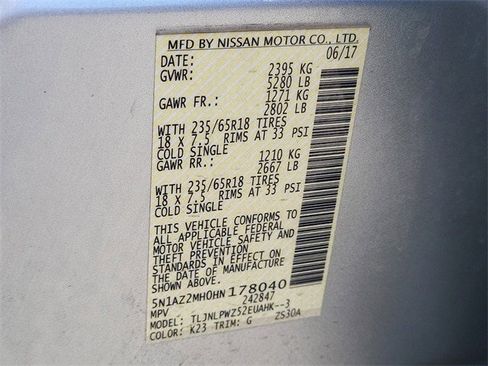 MFD BY NISSAN MOTOR CO., LTD.
DATE: 06/17
GVWR: 2395 KG
5280 LB
GAWR FR.: 1271 KG
2802 LB
WITH 235/65R18 TIRES
18 X 7.5 RIMS AT 33 PSI
COLD SINGLE
GAWR RR.: 1210 KG
2667 LB
WITH 235/65R18 TIRES
18 X 7.5 RIMS AT 33 PSI
COLD SINGLE
THIS VEHICLE CONFORMS TO
ALL APPLICABLE FEDERAL
MOTOR VEHICLE SAFETY AND
THEFT PREVENTION
STANDARDS IN EFFECT ON
THE DATE OF MANUFACTURE
SHOWN ABOVE.
5N1AZ2MH0HN178040
MPV 242847
MODEL: TLJNLPWZ52EUAHK--3
COLOR: K23 TRIM: G ZS30A